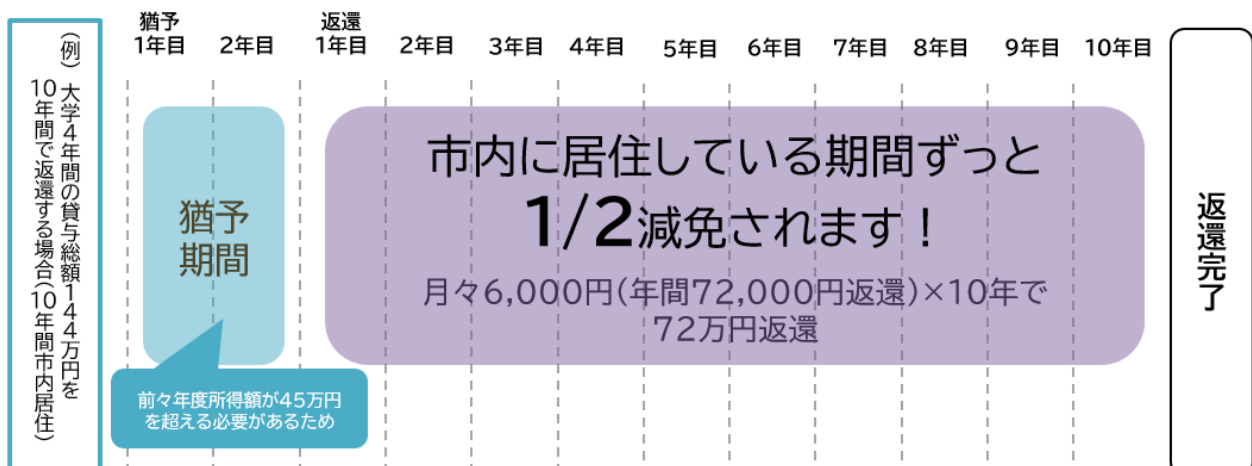 (例) 大学4年間の貸与総額144万円を
10年間で返還する場合(10年間市内居住)
猶予
1年目
2年目
返還
1年目
2年目
3年目
4年目
5年目
6年目
7年目
8年目
9年目
10年目
猶予
期間
前々年度所得額が45万円
を超える必要があるため
市内に居住している期間ずっと
1/2減免されます!
月々6,000円(年間72,000円返還)×10年で
72万円返還
返還完了